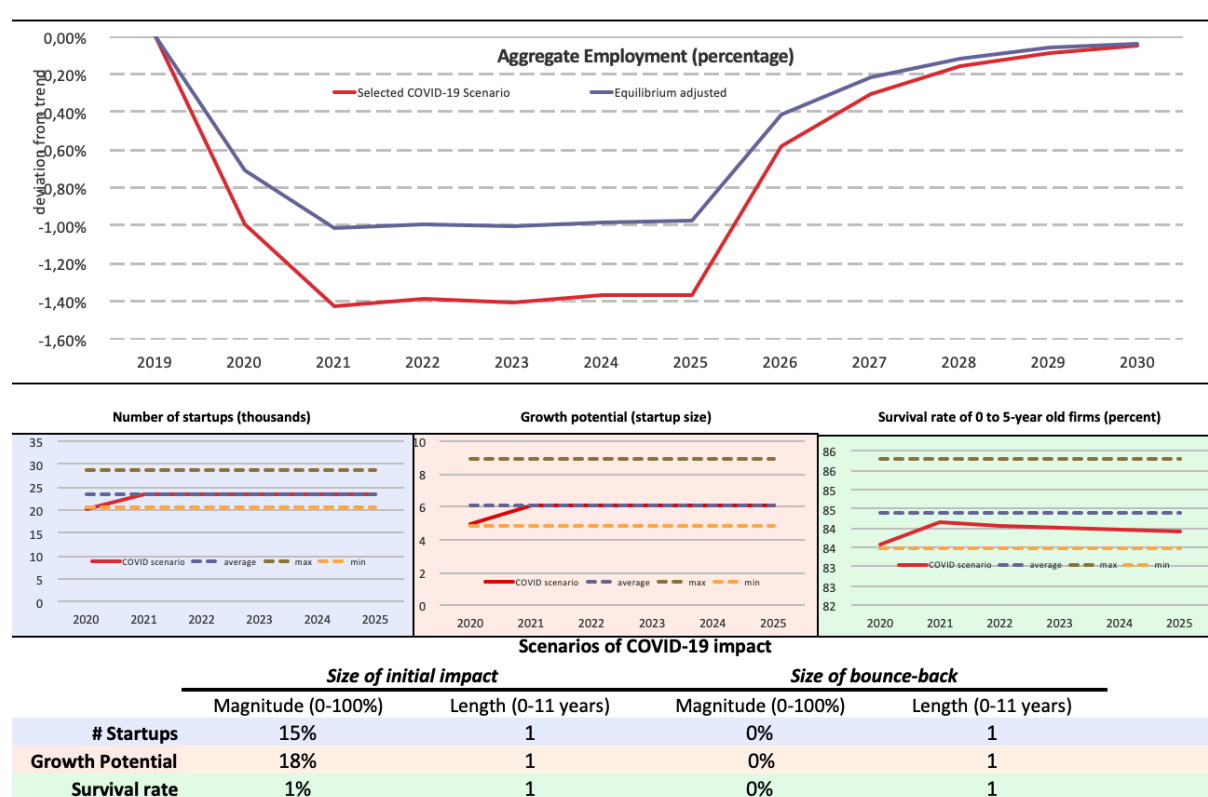 Aggregate Employment (percentage)
deviation from trend
Selected COVID-19 Scenario Equilibrium adjusted
0,00%
-0,20%
-0,40%
-0,60%
-0,80%
-1,00%
-1,20%
-1,40%
-1,60%
2019 2020 2021 2022 2023 2024 2025 2026 2027 2028 2029 2030
Number of startups (thousands)
35
30
25
20
15
10
5
0
COVID scenario average max min
2020 2021 2022 2023 2024 2025
Growth potential (startup size)
10
8
6
4
2
0
COVID scenario average max min
2020 2021 2022 2023 2024 2025
Survival rate of 0 to 5-year old firms (percent)
86
86
85
85
84
84
83
83
82
COVID scenario average max min
2020 2021 2022 2023 2024 2025
Scenarios of COVID-19 impact
Size of initial impact Size of bounce-back
Magnitude (0-100%) Length (0-11 years) Magnitude (0-100%) Length (0-11 years)
# Startups 15% 1 0% 1
Growth Potential 18% 1 0% 1
Survival rate 1% 1 0% 1